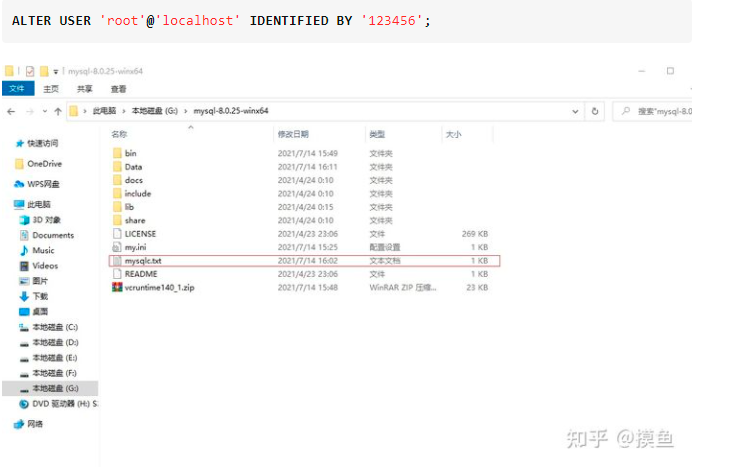 ALTER USER 'root'@'localhost' IDENTIFIED BY '123456';
mysql-8.0.25-winx64
文件 主页 共享 查看
此电脑 > 本地磁盘 (G:) > mysql-8.0.25-winx64
搜索"mysql-8.0
名称 修改日期 类型 大小
快速访问
OneDrive
WPS网盘
此电脑
3D 对象
Documents
Music
Videos
图片
下载
桌面
本地磁盘 (C:)
本地磁盘 (D:)
本地磁盘 (E:)
本地磁盘 (F:)
本地磁盘 (G:)
DVD 驱动器 (H:) S
网络
bin 2021/7/14 15:49 文件夹
Data 2021/7/14 16:11 文件夹
docs 2021/4/24 0:10 文件夹
include 2021/4/24 0:10 文件夹
lib 2021/4/24 0:15 文件夹
share 2021/4/24 0:10 文件夹
LICENSE 2021/4/23 23:06 文件 269 KB
my.ini 2021/7/14 15:25 配置设置 1 KB
mysqlc.txt 2021/7/14 16:02 文本文档 1 KB
README 2021/4/23 23:06 文件 1 KB
vcruntime140_1.zip 2021/7/14 15:48 WinRAR ZIP 压缩... 23 KB
知乎 @摸鱼